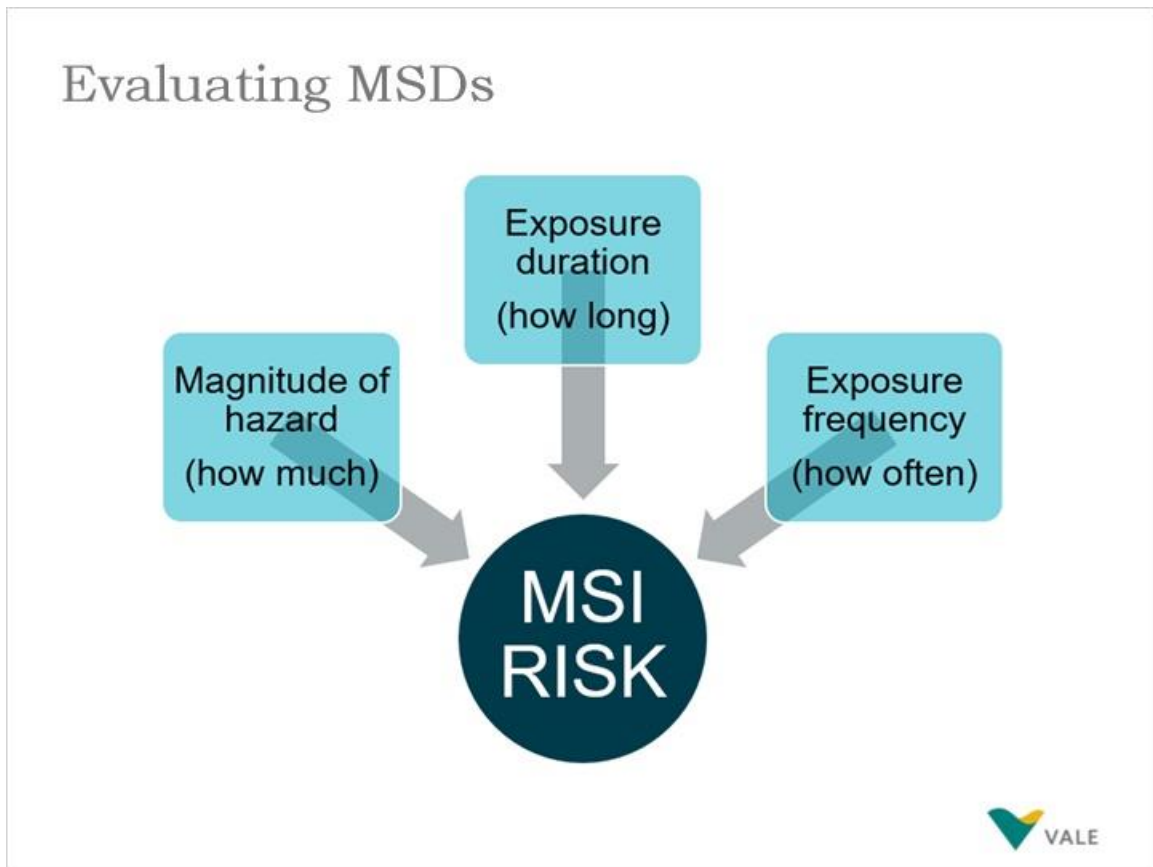 Evaluating MSDs
Exposure
duration
(how long)
Magnitude of
hazard
(how much)
Exposure
frequency
(how often)
MSI
RISK
VALE